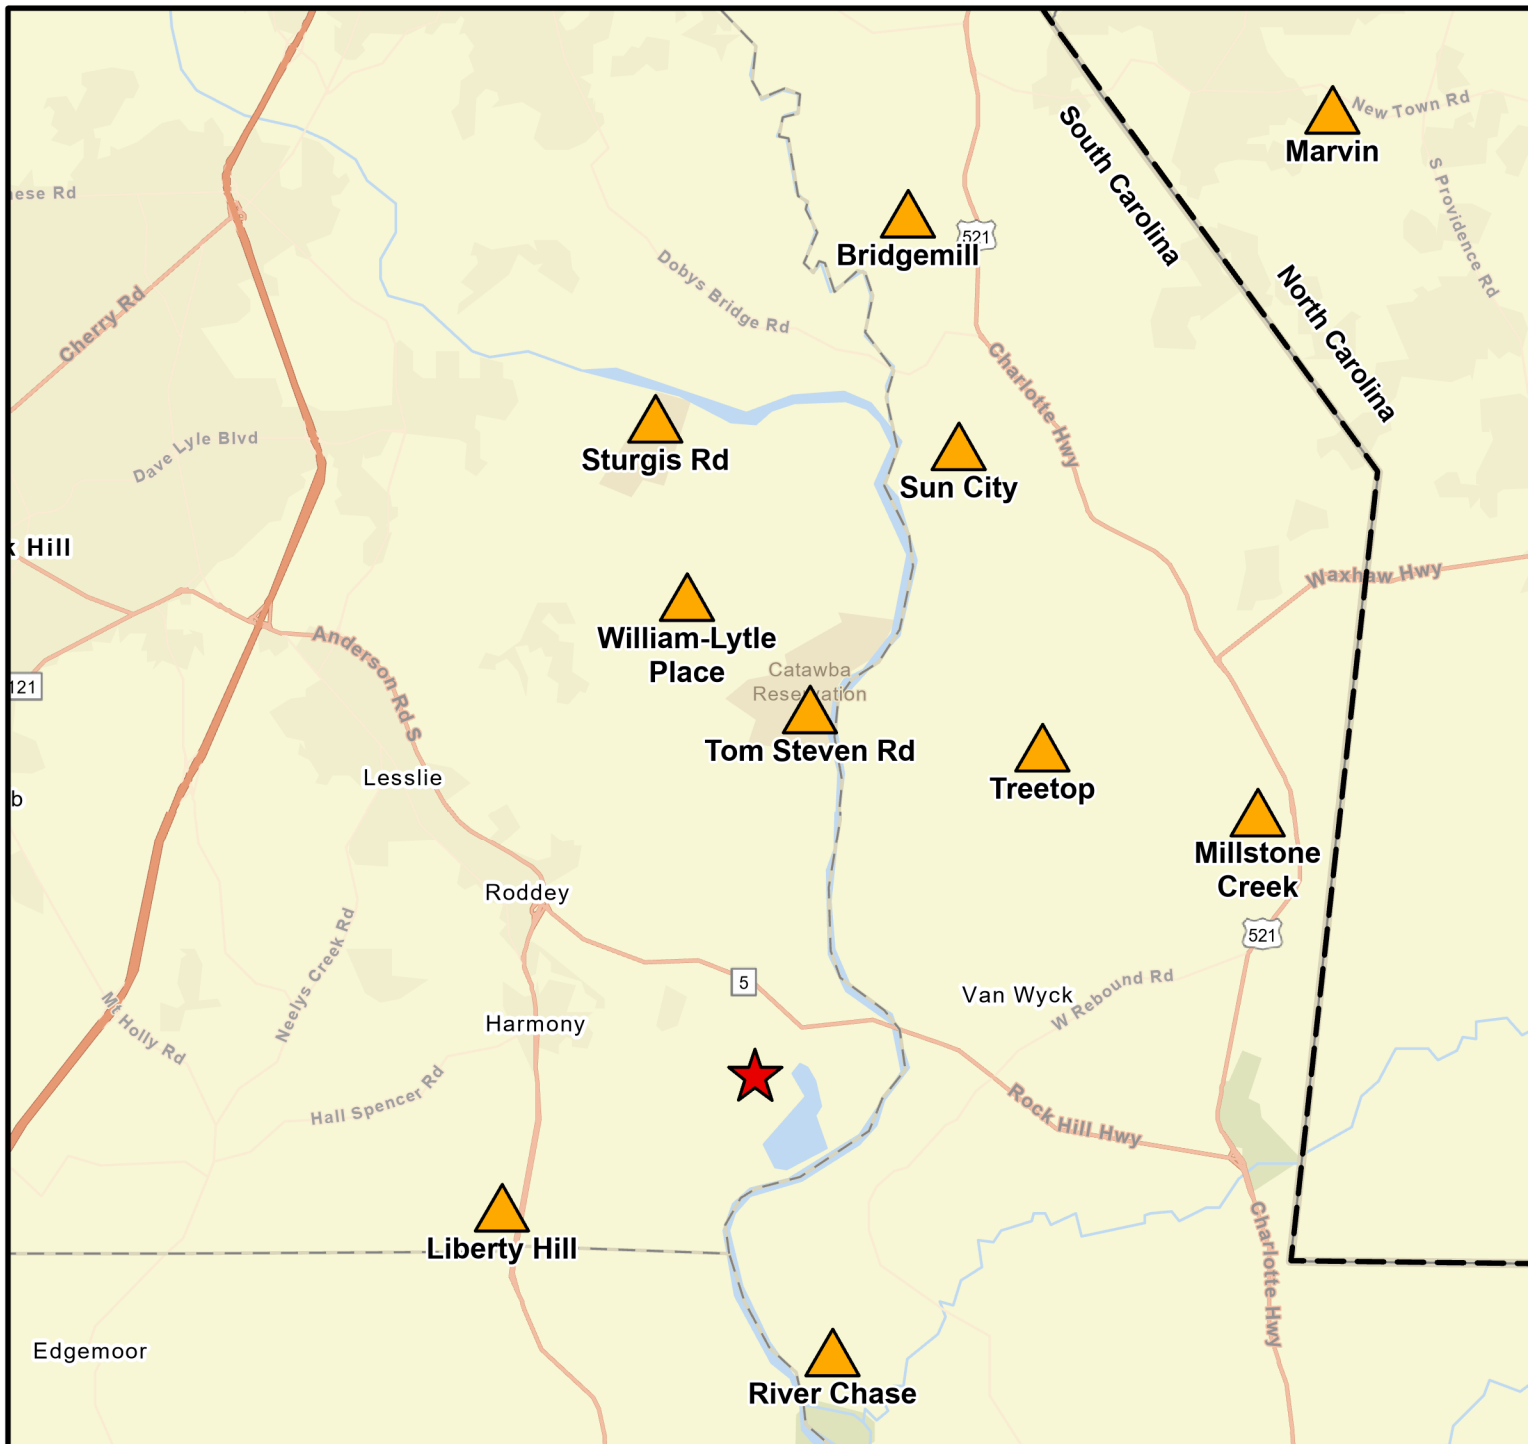 New Town Rd
Marvin
South Carolina
S Providence Rd
Bridgemill
521
Dobys Bridge Rd
North Carolina
Cherry Rd
Charlotte Hwy
Dave Lyle Blvd
Sturgis Rd
Sun City
Hill
Waxhaw Hwy
William-Lytle
Place
Anderson Rd S
Catawba
Reservation
121
Tom Steven Rd
Treetop
Lesslie
Millstone
Creek
Roddey
521
5
Neelys Creek Rd
Van Wyck
W Rebound Rd
Mt Holly Rd
Harmony
Hall Spencer Rd
Rock Hill Hwy
Liberty Hill
Charlotte Hwy
Edgemoor
River Chase